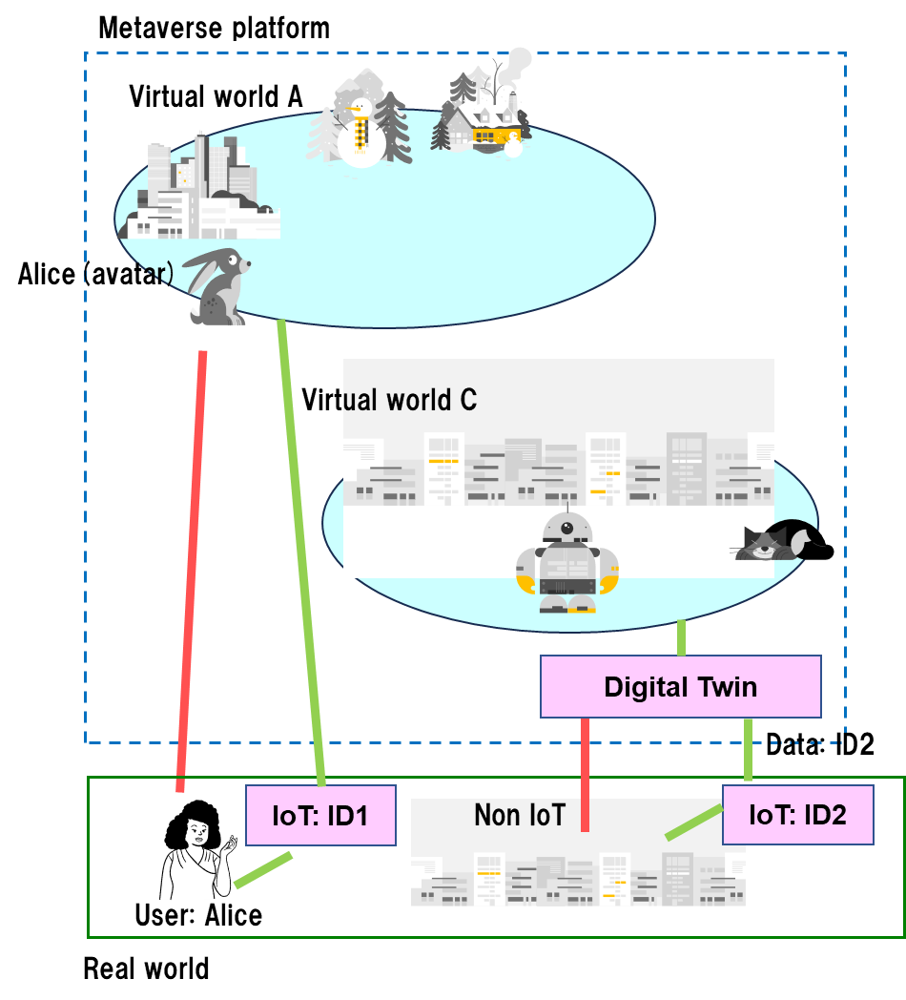 Metaverse platform
Virtual world A
Alice (avatar)
Virtual world C
Digital Twin
Data: ID2
IoT: ID1
Non IoT
IoT: ID2
User: Alice
Real world